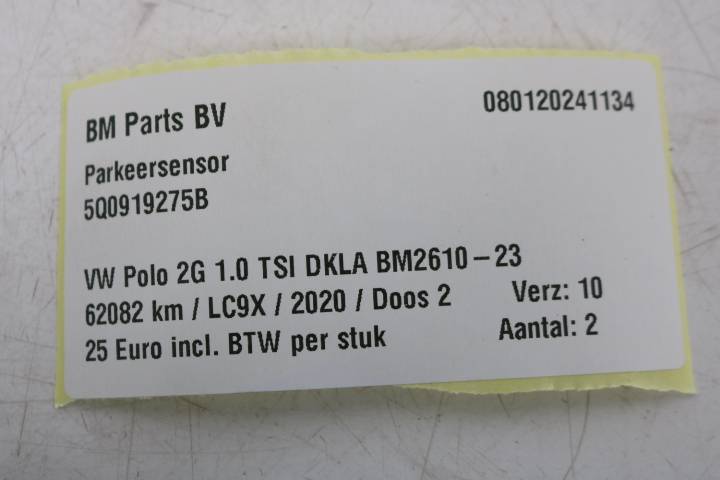 BM Parts BV
080120241134
Parkeersensor
5Q0919275B
VW Polo 2G 1.0 TSI DKLA BM2610-23
62082 km / LC9X / 2020 / Doos 2
Verz: 10
25 Euro incl. BTW per stuk
Aantal: 2